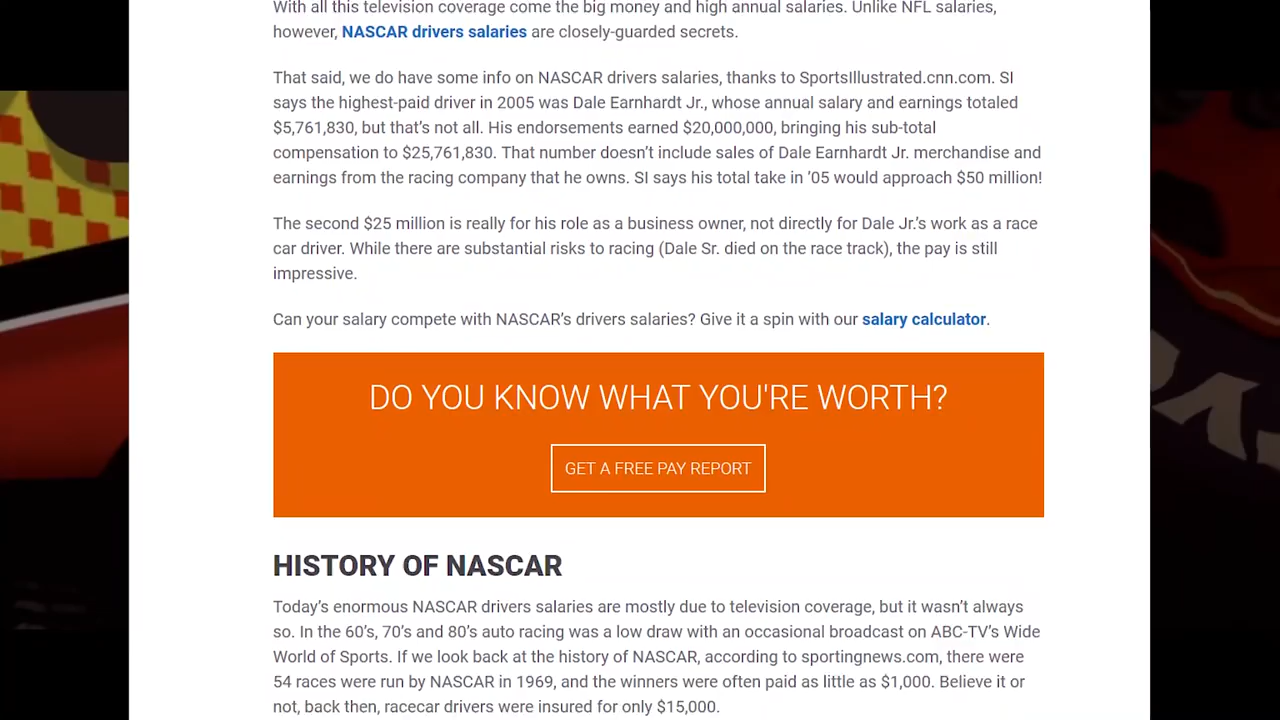 With all this television coverage come the big money and high annual salaries. Unlike NFL salaries,
however, NASCAR drivers salaries are closely-guarded secrets.
That said, we do have some info on NASCAR drivers salaries, thanks to SportsIllustrated.cnn.com. SI
says the highest-paid driver in 2005 was Dale Earnhardt Jr., whose annual salary and earnings totaled
$5,761,830, but that’s not all. His endorsements earned $20,000,000, bringing his sub-total
compensation to $25,761,830. That number doesn’t include sales of Dale Earnhardt Jr. merchandise and
earnings from the racing company that he owns. SI says his total take in ’05 would approach $50 million!
The second $25 million is really for his role as a business owner, not directly for Dale Jr.’s work as a race
car driver. While there are substantial risks to racing (Dale Sr. died on the race track), the pay is still
impressive.
Can your salary compete with NASCAR’s drivers salaries? Give it a spin with our salary calculator.
DO YOU KNOW WHAT YOU'RE WORTH?
GET A FREE PAY REPORT
HISTORY OF NASCAR
Today’s enormous NASCAR drivers salaries are mostly due to television coverage, but it wasn’t always
so. In the 60’s, 70’s and 80’s auto racing was a low draw with an occasional broadcast on ABC-TV’s Wide
World of Sports. If we look back at the history of NASCAR, according to sportingnews.com, there were
54 races were run by NASCAR in 1969, and the winners were often paid as little as $1,000. Believe it or
not, back then, racecar drivers were insured for only $15,000.